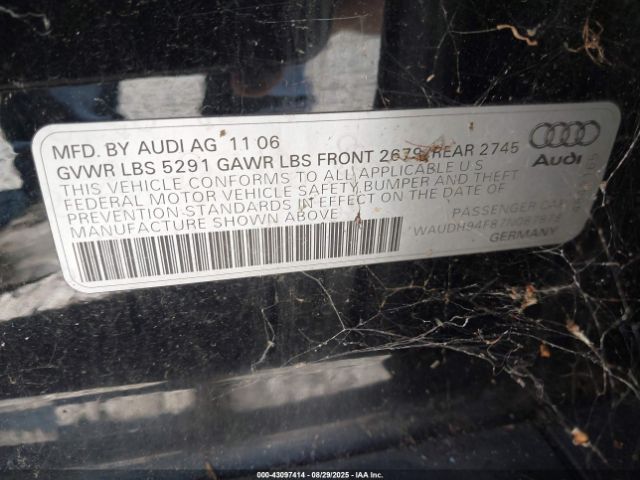 MFD. BY AUDI AG 11 06
GVWR LBS 5291 GAWR LBS FRONT 2679 REAR 2745
THIS VEHICLE CONFORMS TO ALL APPLICABLE U S
FEDERAL MOTOR VEHICLE SAFETY, BUMPER AND THEFT
PREVENTION STANDARDS IN EFFECT ON THE DATE OF
MANUFACTURE SHOWN ABOVE
PASSENGER CAR
GERMANY
Audi
000-43097414 - 08/29/2025 - IAA Inc.